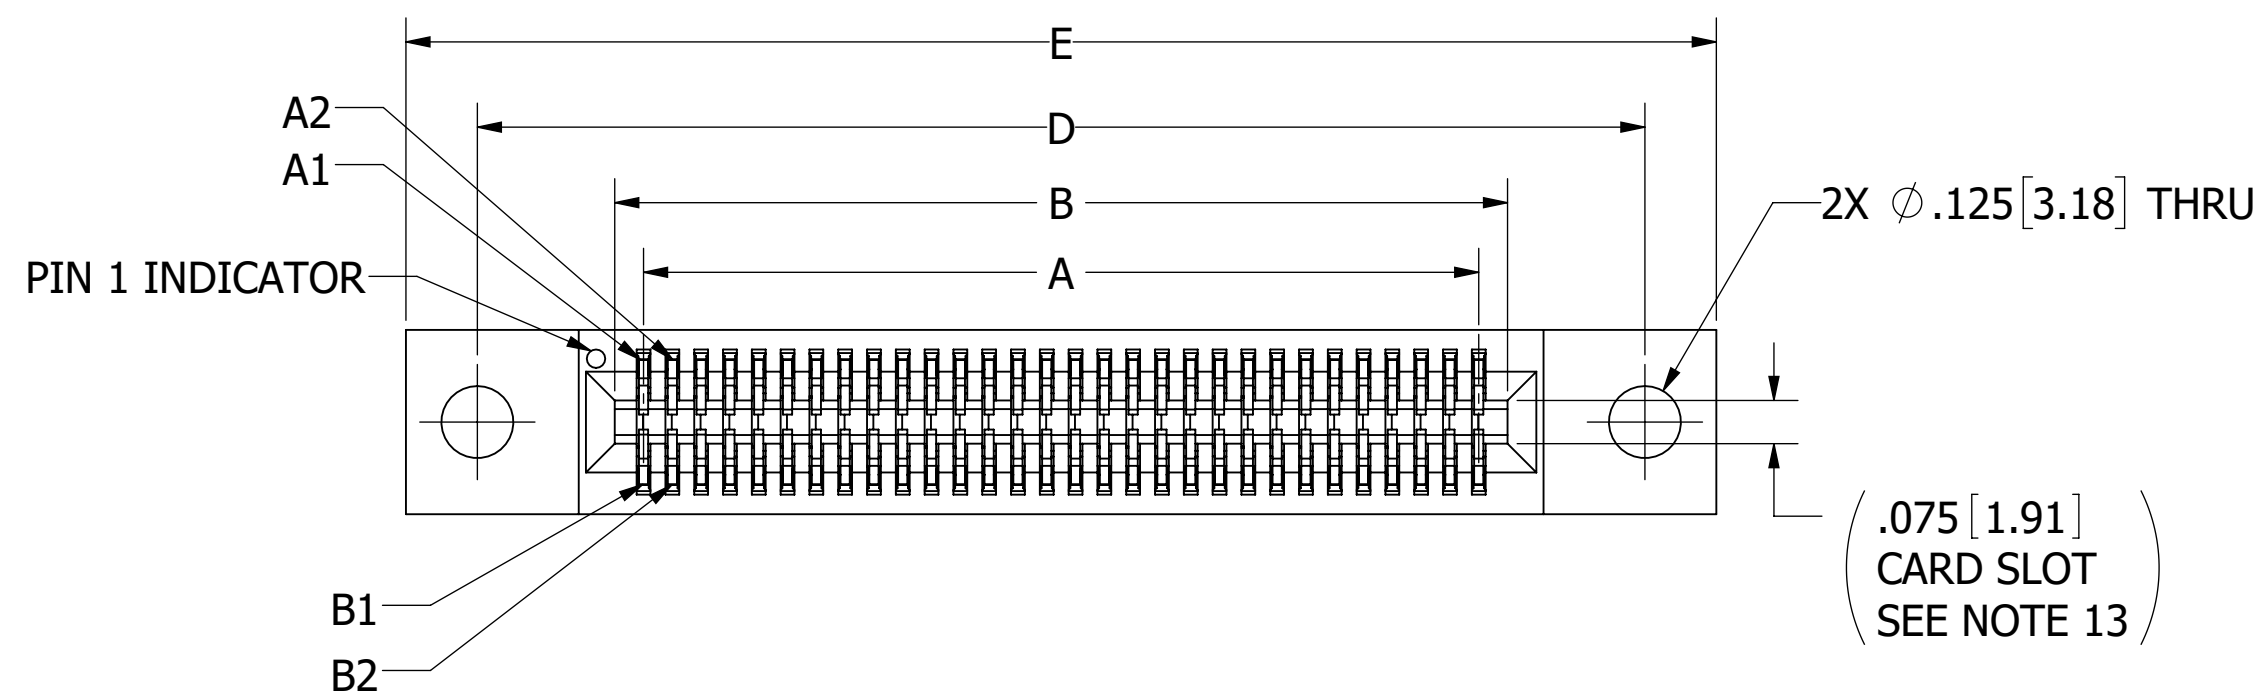 E
A2
D
A1
B
2X ∅ .125[3.18] THRU
PIN 1 INDICATOR
A
.075[1.91]
CARD SLOT
SEE NOTE 13
B1
B2